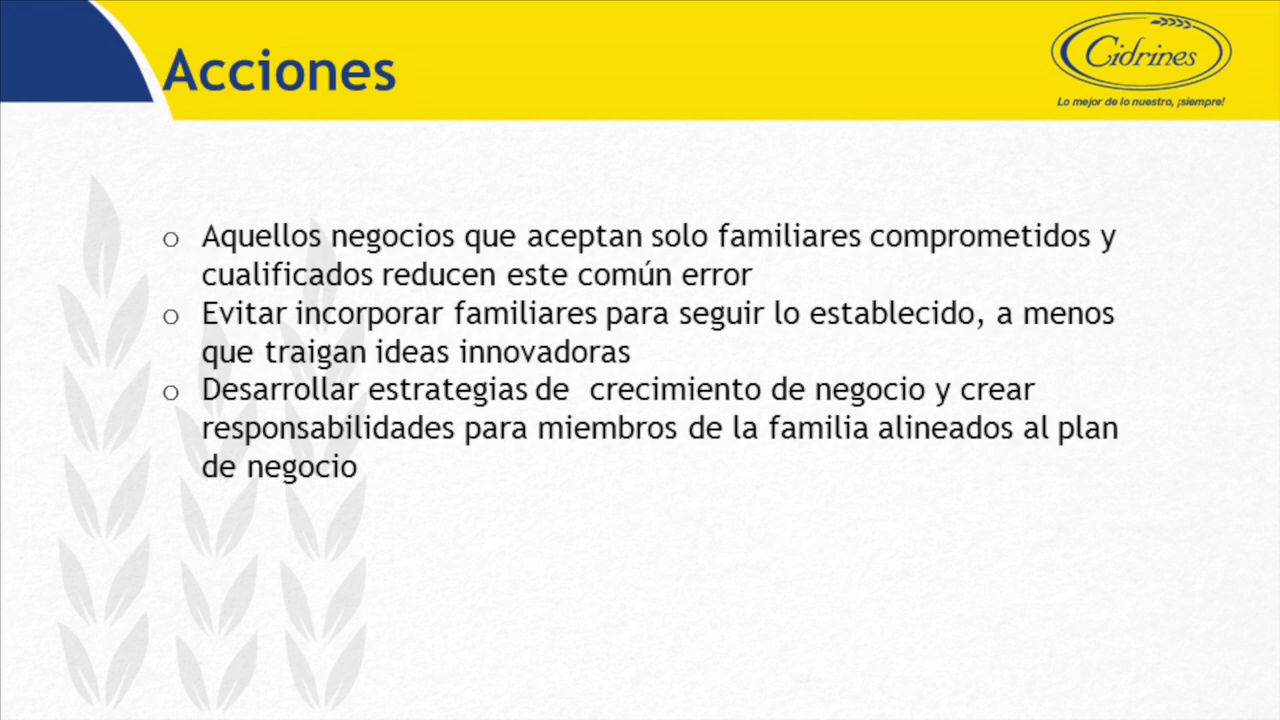 Acciones
Cidrines
Lo mejor de lo nuestro, ¡siempre!
o Aquellos negocios que aceptan solo familiares comprometidos y
cualificados reducen este común error
o Evitar incorporar familiares para seguir lo establecido, a menos
que traigan ideas innovadoras
o Desarrollar estrategias de  crecimiento de negocio y crear
responsabilidades para miembros de la familia alineados al plan
de negocio